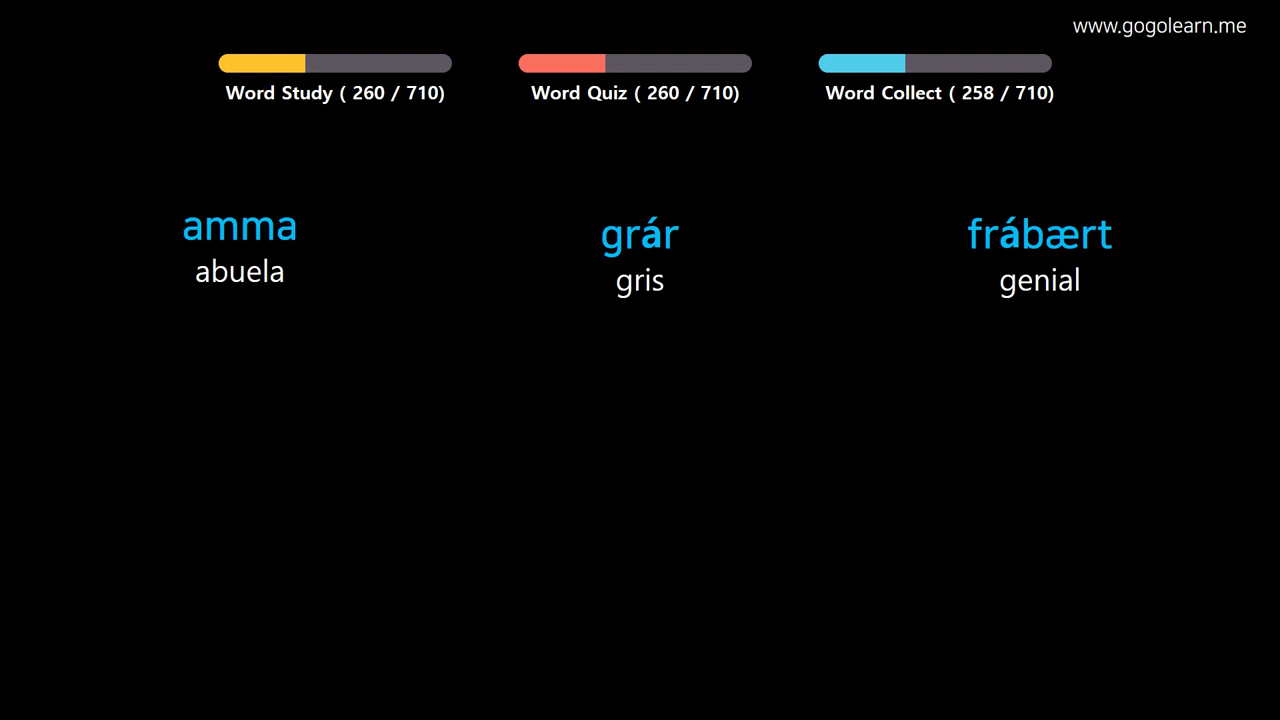 www.gogolearn.me
Word Study ( 260 / 710)
Word Quiz ( 260 / 710)
Word Collect ( 258 / 710)
amma
abuela
grár
gris
frábært
genial